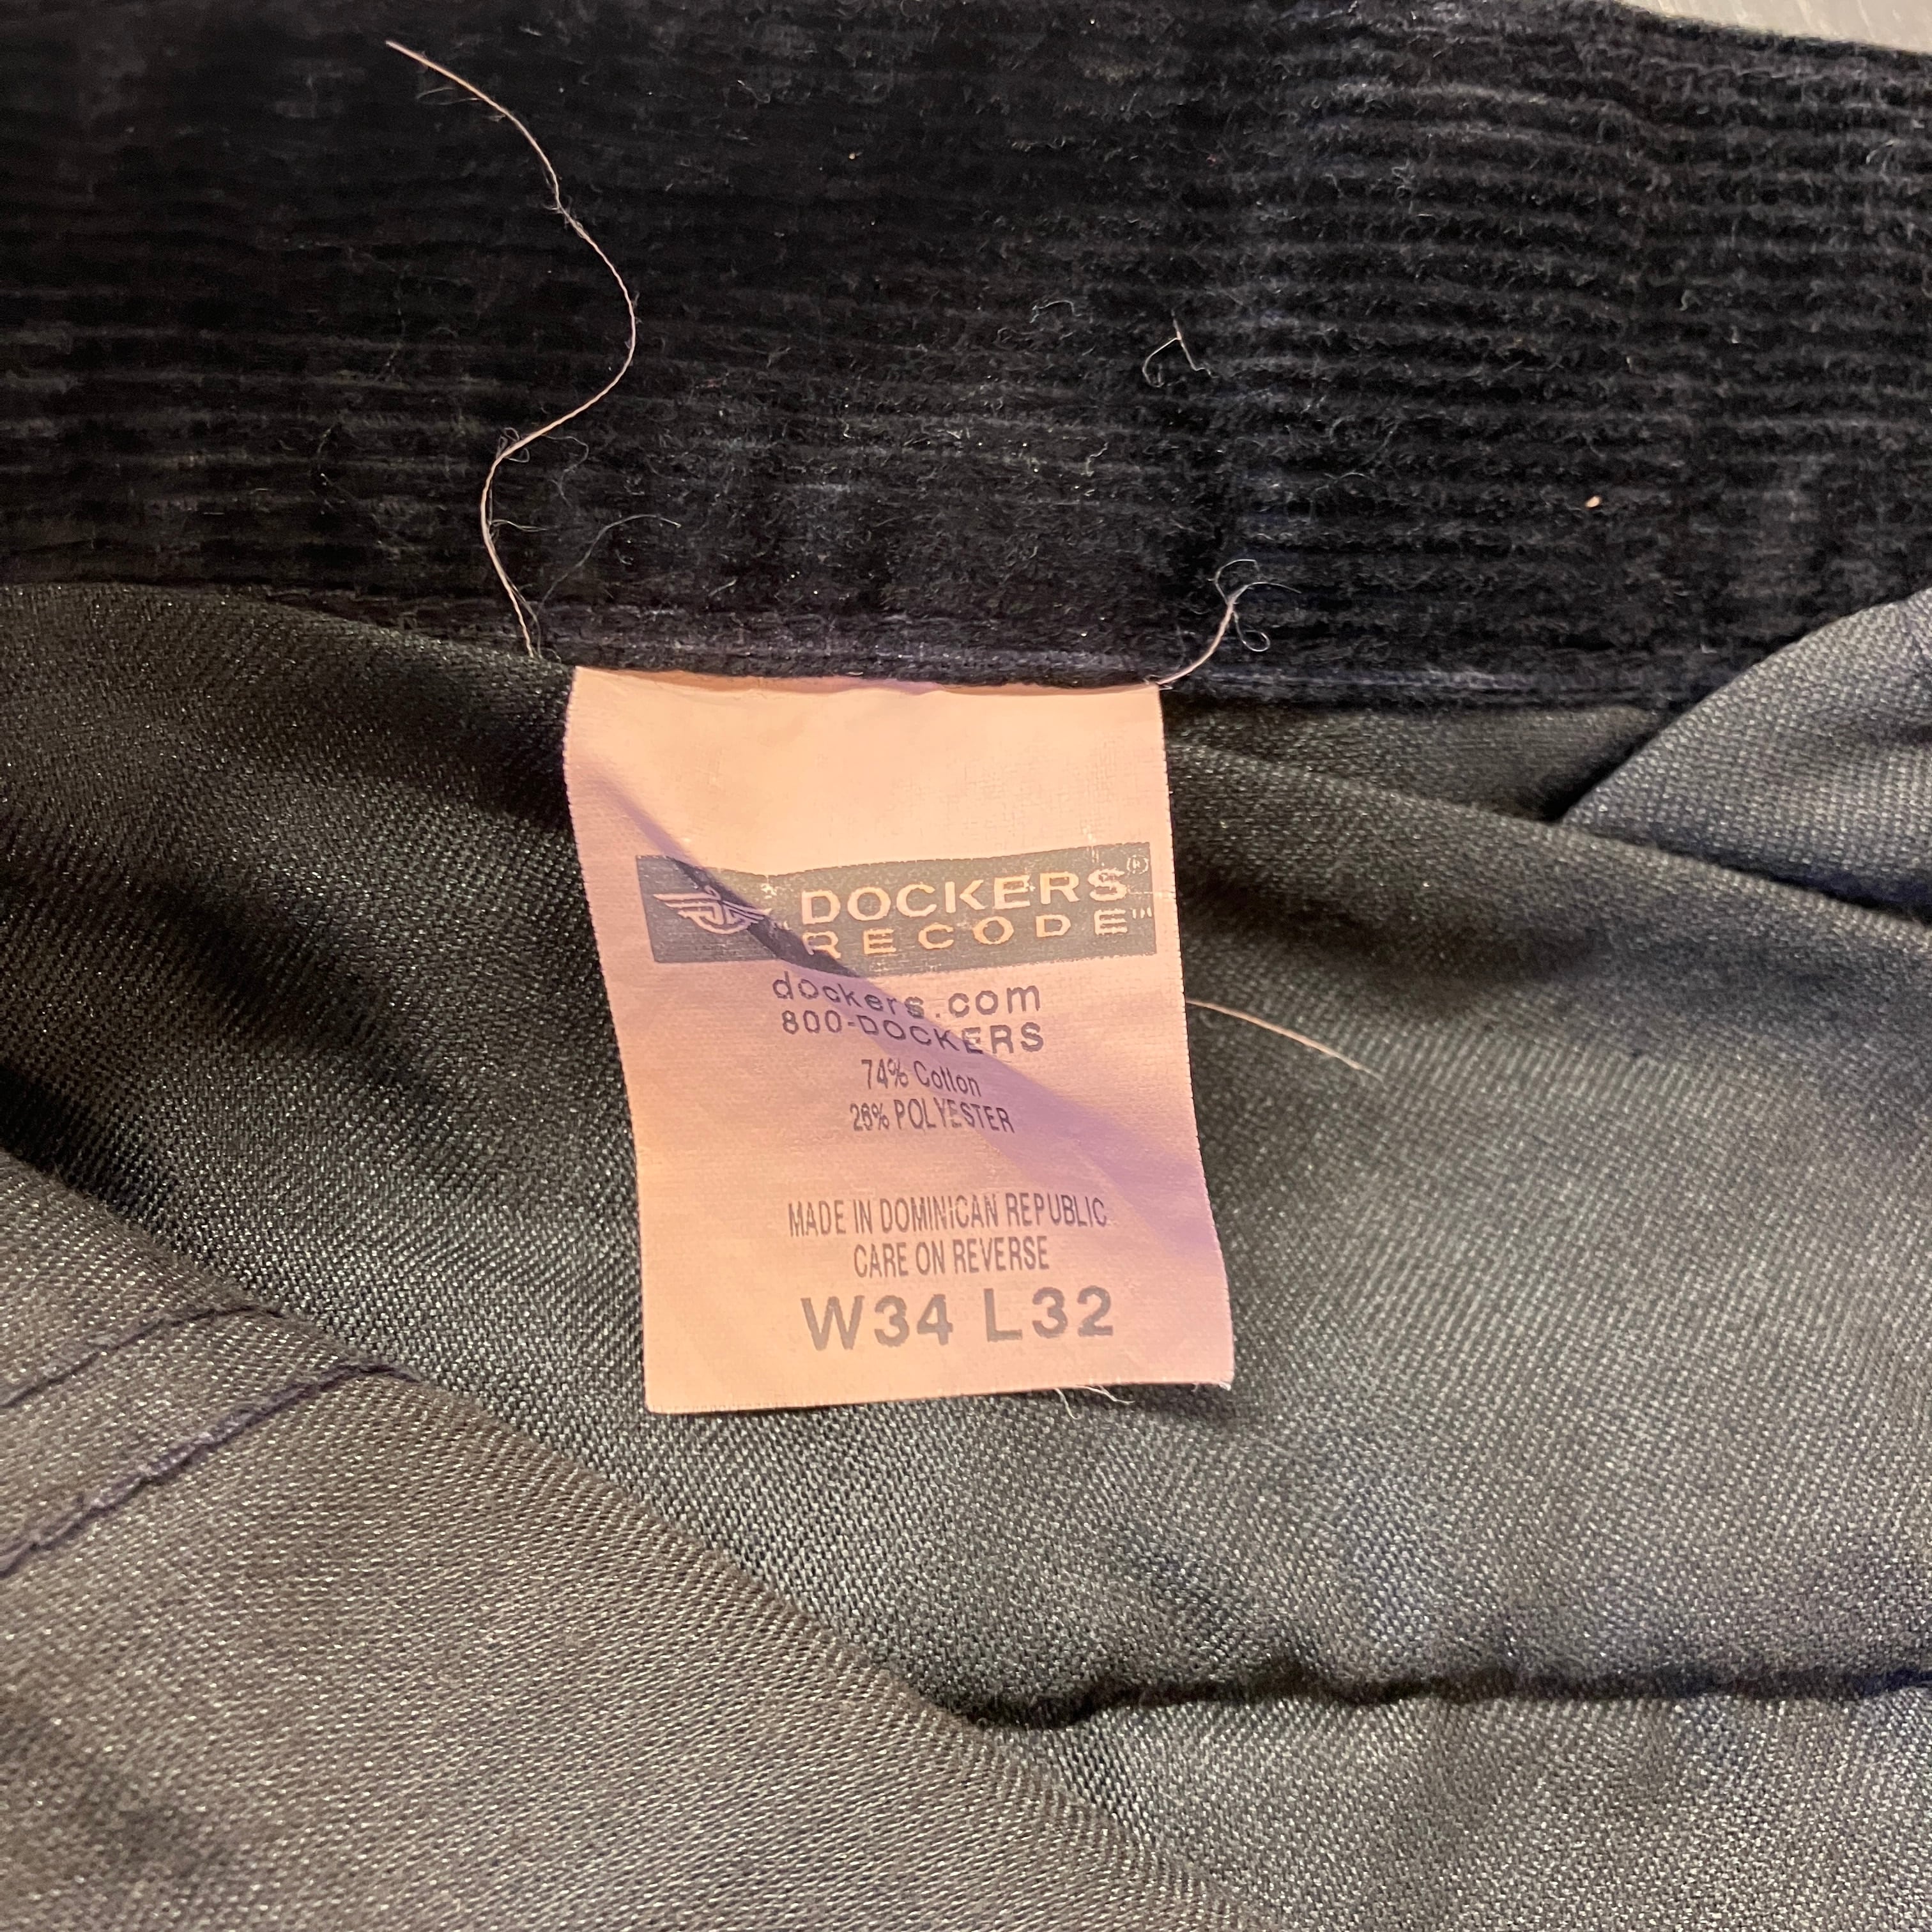 DOCKERS®
RECODE™
dockers.com
800-DOCKERS
74% Cotton
26% POLYESTER
MADE IN DOMINICAN REPUBLIC
CARE ON REVERSE
W34 L32